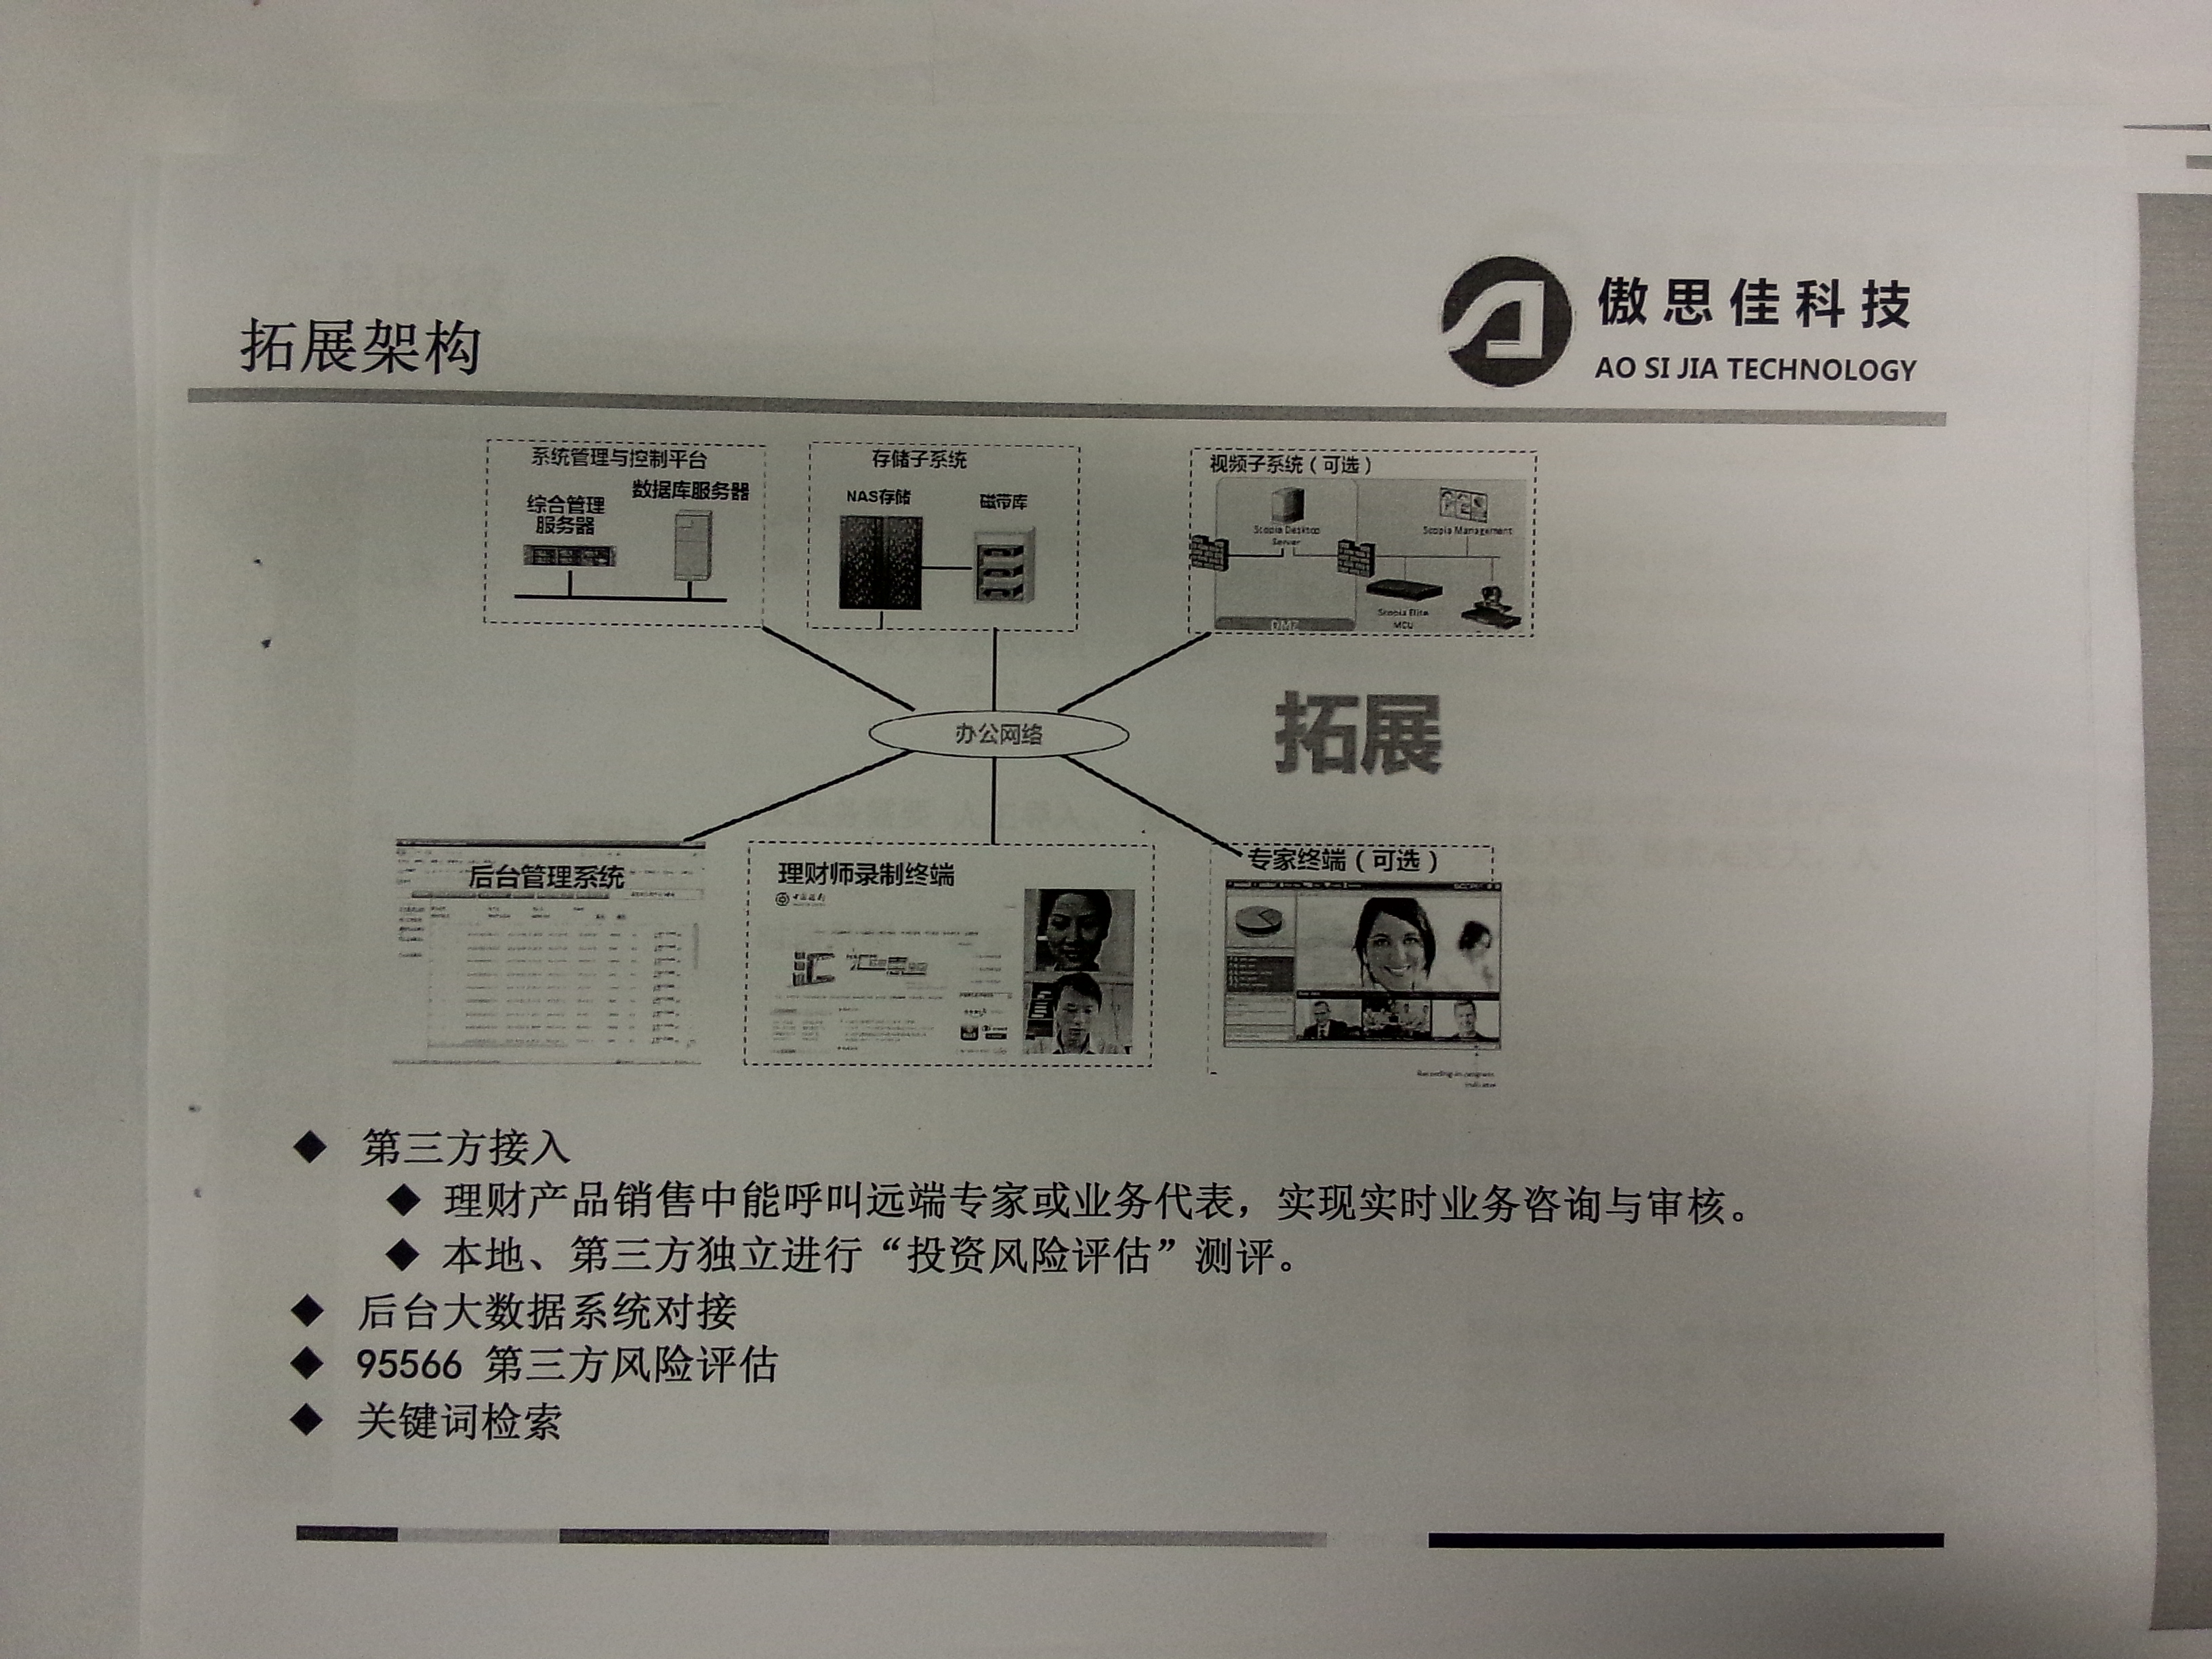 傲思佳科技
拓展架构
AO SI JIA TECHNOLOGY
系统管理与控制平台
综合管理
服务器
数据库服务器
存储子系统
NAS存储
磁带库
视频子系统（可选）
Scopia Desktop
Server
Scopia Management
Scopia Elite
MCU
DMZ
办公网络
拓展
后台管理系统
理财师录制终端
中国银行
专家终端（可选）
◆ 第三方接入
◆ 理财产品销售中能呼叫远端专家或业务代表，实现实时业务咨询与审核。
◆ 本地、第三方独立进行“投资风险评估”测评。
◆ 后台大数据系统对接
◆ 95566 第三方风险评估
◆ 关键词检索